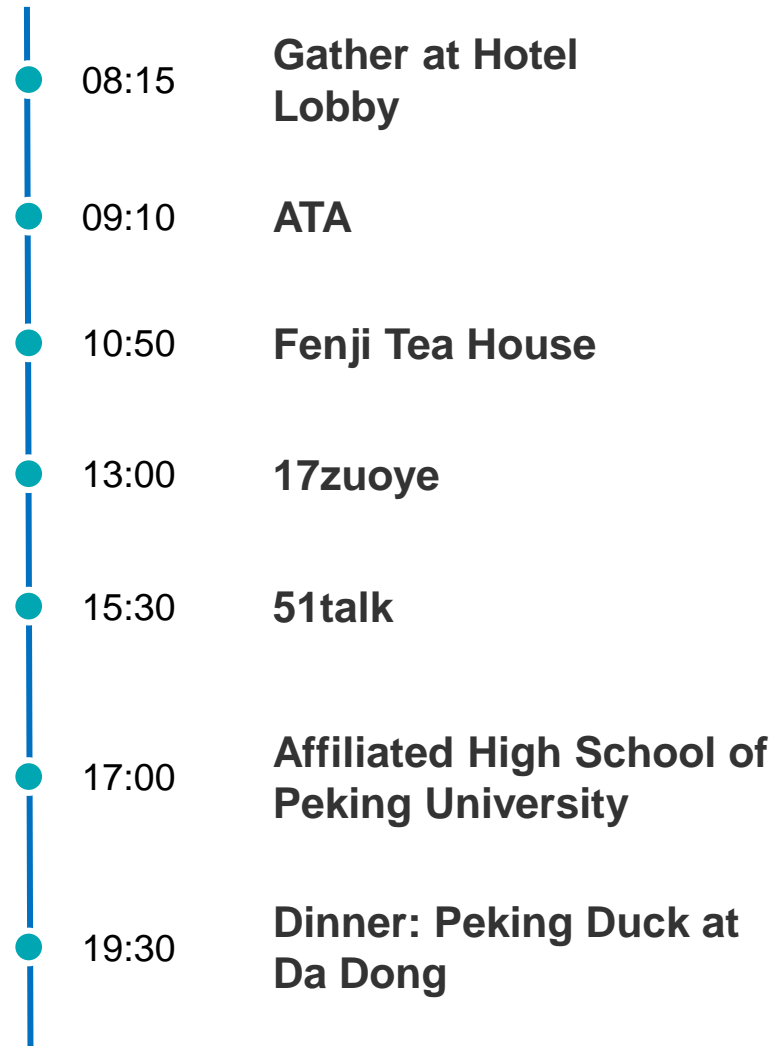 08:15 Gather at Hotel
Lobby
09:10 ATA
10:50 Fenji Tea House
13:00 17zuoye
15:30 51talk
17:00 Affiliated High School of
Peking University
19:30 Dinner: Peking Duck at
Da Dong